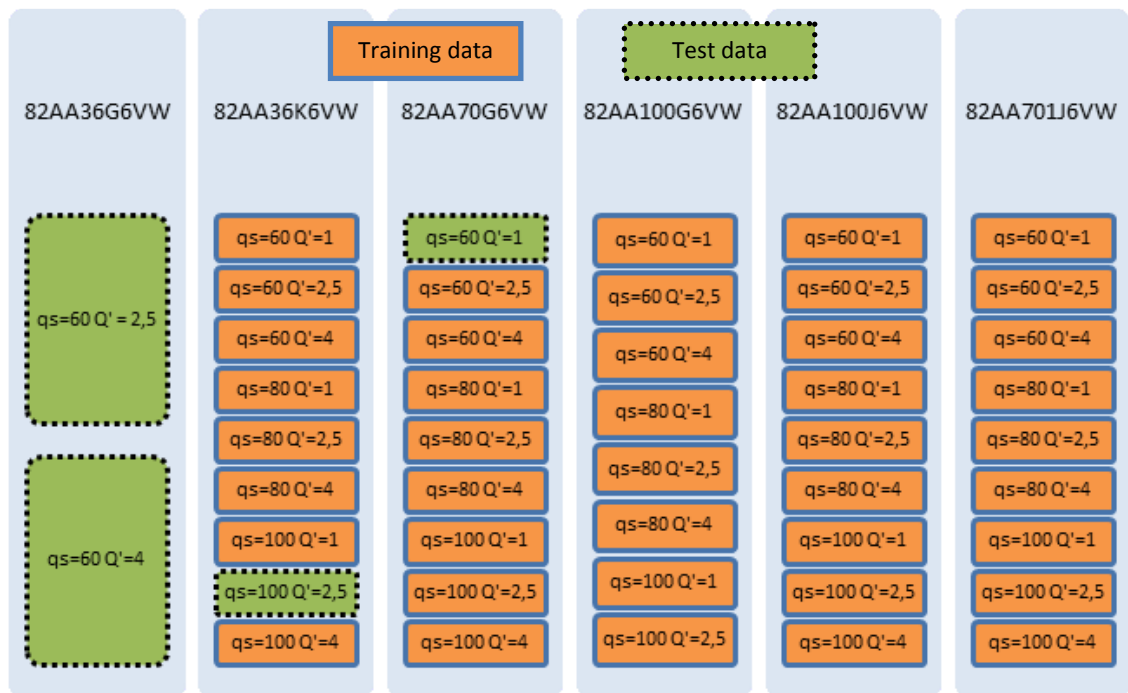 Training data
Test data
82AA36G6VW
82AA36K6VW
82AA70G6VW
82AA100G6VW
82AA100J6VW
82AA701J6VW
qs=60 Q' = 2,5
qs=60 Q'=4
qs=60 Q'=1
qs=60 Q'=2,5
qs=60 Q'=4
qs=80 Q'=1
qs=80 Q'=2,5
qs=80 Q'=4
qs=100 Q'=1
qs=100 Q'=2,5
qs=100 Q'=4
qs=60 Q'=1
qs=60 Q'=2,5
qs=60 Q'=4
qs=80 Q'=1
qs=80 Q'=2,5
qs=80 Q'=4
qs=100 Q'=1
qs=100 Q'=2,5
qs=100 Q'=4
qs=60 Q'=1
qs=60 Q'=2,5
qs=60 Q'=4
qs=80 Q'=1
qs=80 Q'=2,5
qs=80 Q'=4
qs=100 Q'=1
qs=100 Q'=2,5
qs=60 Q'=1
qs=60 Q'=2,5
qs=60 Q'=4
qs=80 Q'=1
qs=80 Q'=2,5
qs=80 Q'=4
qs=100 Q'=1
qs=100 Q'=2,5
qs=100 Q'=4
qs=60 Q'=1
qs=60 Q'=2,5
qs=60 Q'=4
qs=80 Q'=1
qs=80 Q'=2,5
qs=80 Q'=4
qs=100 Q'=1
qs=100 Q'=2,5
qs=100 Q'=4